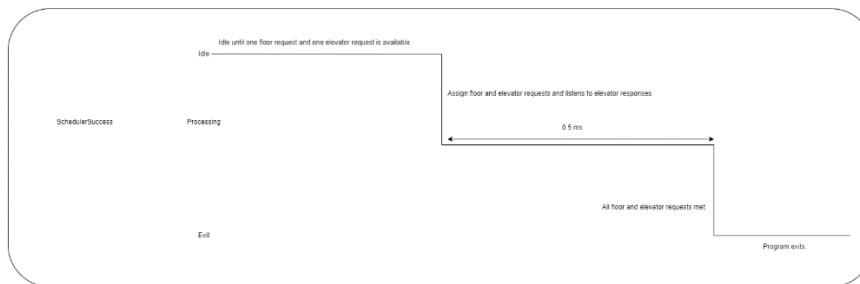 Idle until one floor request and one elevator request is available
Idle
Assign floor and elevator requests and listens to elevator responses
SchedulerSuccess
Processing
0.5 ms
All floor and elevator requests met.
Exit
Program exits.